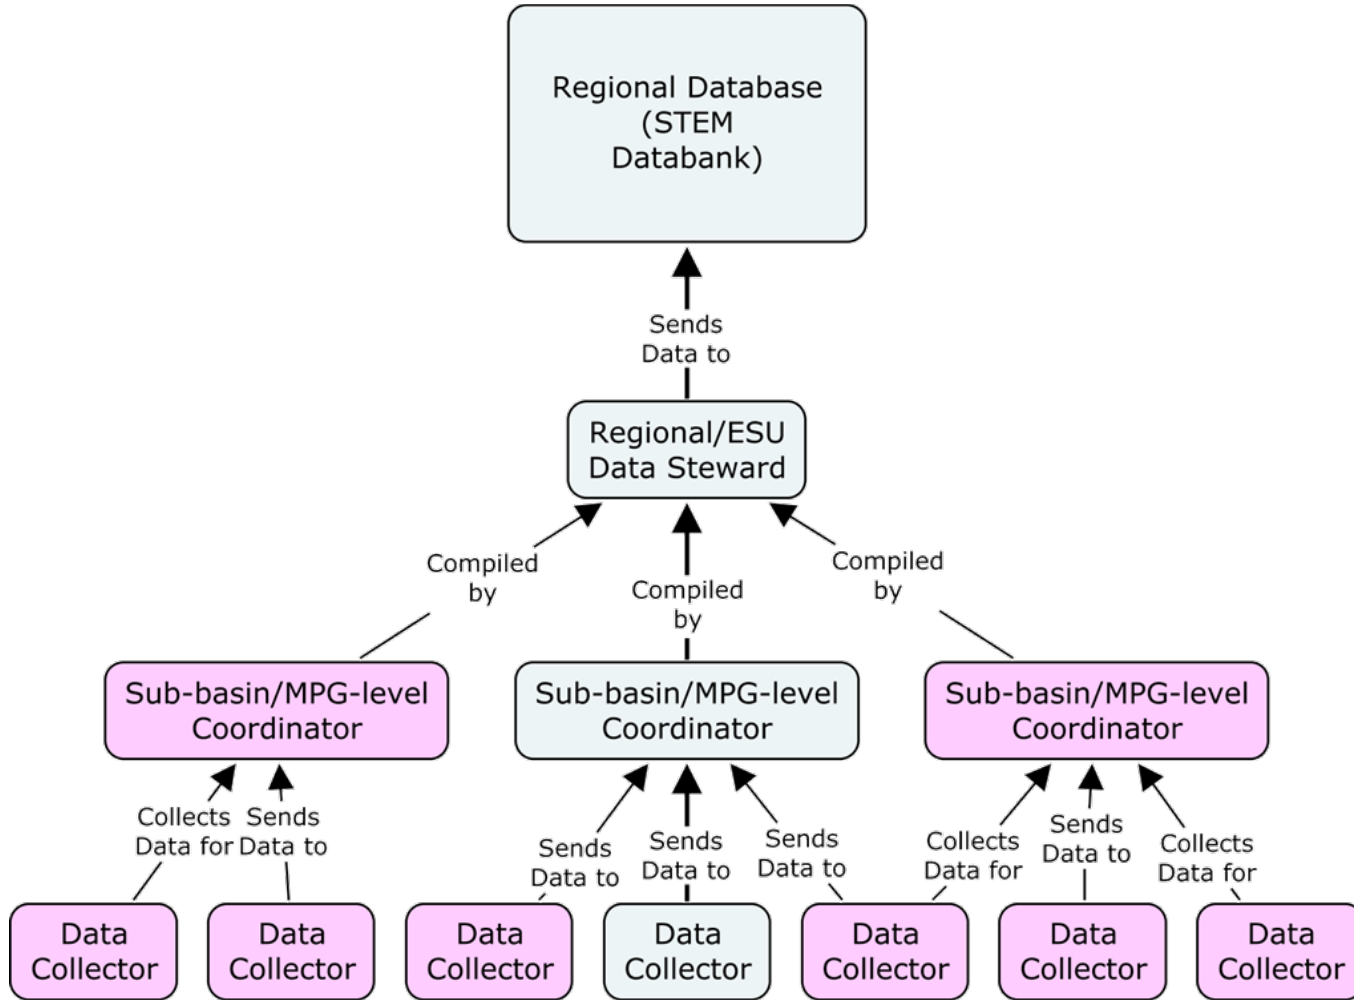 Regional Database
(STEM
Databank)
Sends
Data to
Regional/ESU
Data Steward
Compiled
by
Compiled
by
Compiled
by
Sub-basin/MPG-level
Coordinator
Sub-basin/MPG-level
Coordinator
Sub-basin/MPG-level
Coordinator
Collects
Data for
Sends
Data to
Sends
Data to
Sends
Data to
Sends
Data to
Collects
Data for
Sends
Data to
Collects
Data for
Data
Collector
Data
Collector
Data
Collector
Data
Collector
Data
Collector
Data
Collector
Data
Collector